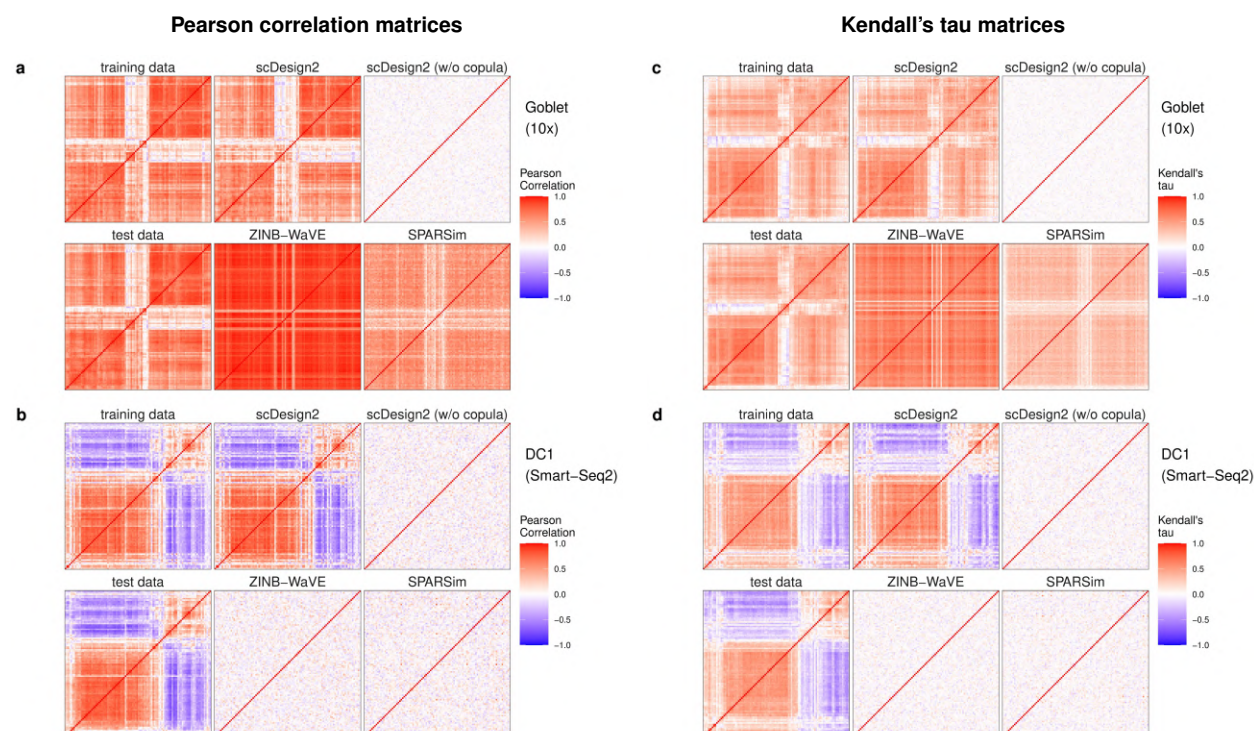 Pearson correlation matrices
Kendall's tau matrices
a
training data
scDesign2
scDesign2 (w/o copula)
Goblet
(10x)
Pearson
Correlation
1.0
0.5
0.0
−0.5
−1.0
test data
ZINB−WaVE
SPARSim
c
training data
scDesign2
scDesign2 (w/o copula)
Goblet
(10x)
Kendall's
tau
1.0
0.5
0.0
−0.5
−1.0
test data
ZINB−WaVE
SPARSim
b
training data
scDesign2
scDesign2 (w/o copula)
DC1
(Smart−Seq2)
Pearson
Correlation
1.0
0.5
0.0
−0.5
−1.0
test data
ZINB−WaVE
SPARSim
d
training data
scDesign2
scDesign2 (w/o copula)
DC1
(Smart−Seq2)
Kendall's
tau
1.0
0.5
0.0
−0.5
−1.0
test data
ZINB−WaVE
SPARSim